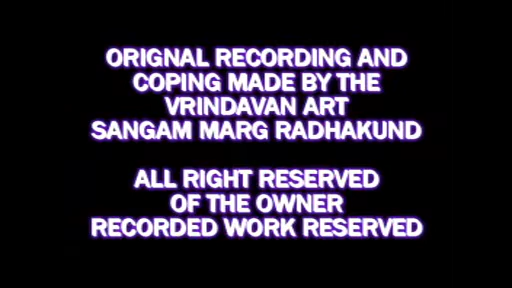 ORIGNAL RECORDING AND
COPING MADE BY THE
VRINDAVAN ART
SANGAM MARG RADHAKUND
ALL RIGHT RESERVED
OF THE OWNER
RECORDED WORK RESERVED